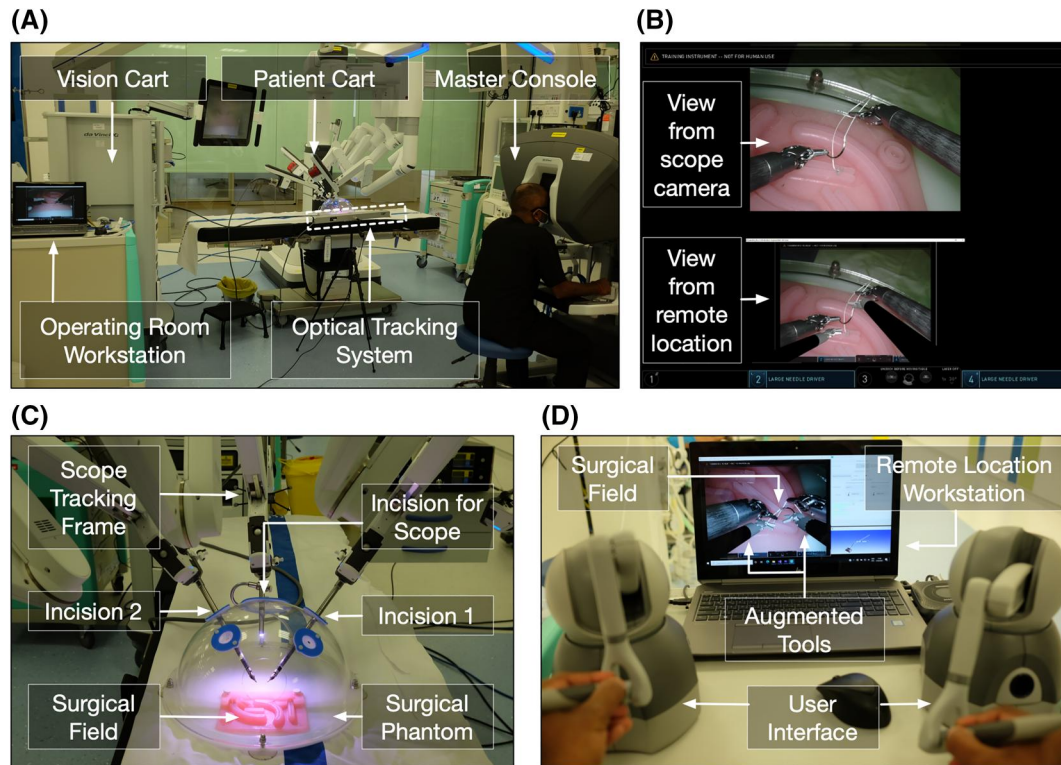 (A)
Vision Cart
Patient Cart
Master Console
Operating Room
Workstation
Optical Tracking
System
(B)
TRAINING INSTRUMENT — NOT FOR HUMAN USE
View
from
scope
camera
View
from
remote
location
1
2 LARGE NEEDLE DRIVER
3
4 LARGE NEEDLE DRIVER
(C)
Scope
Tracking
Frame
Incision for
Scope
Incision 2
Incision 1
Surgical
Field
Surgical
Phantom
(D)
Surgical
Field
Remote Location
Workstation
Augmented
Tools
User
Interface